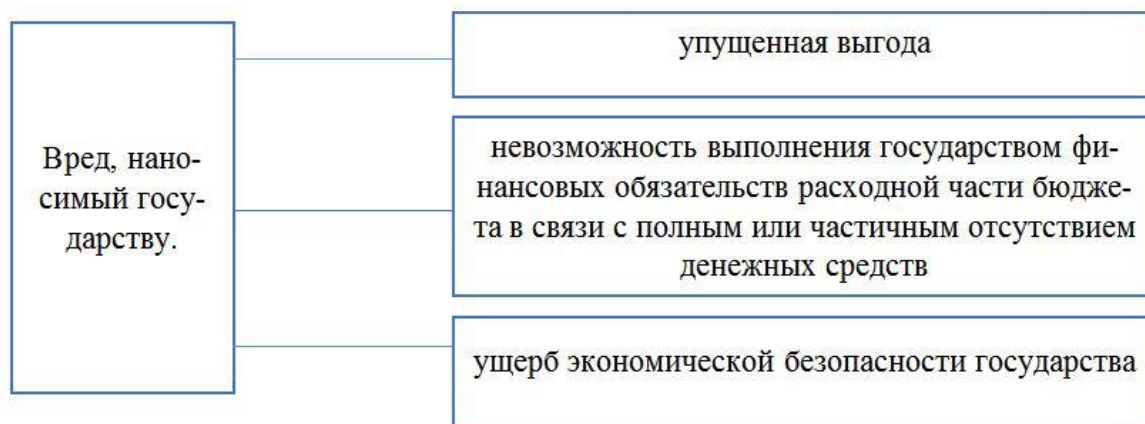 Вред, нано-
симый госу-
дарству.
упущенная выгода
невозможность выполнения государством фи-
нансовых обязательств расходной части бюдже-
та в связи с полным или частичным отсутствием
денежных средств
ущерб экономической безопасности государства